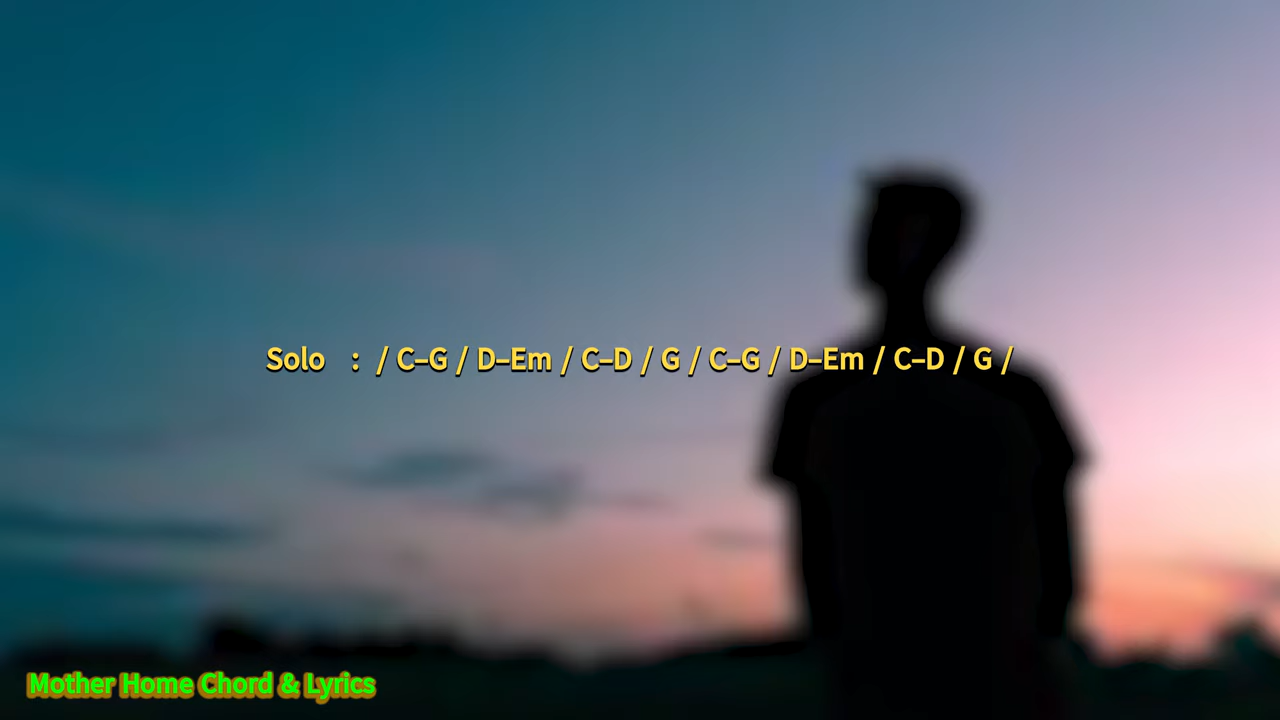 Solo : / C–G / D–Em / C–D / G / C–G / D–Em / C–D / G /
Mother Home Chord & Lyrics